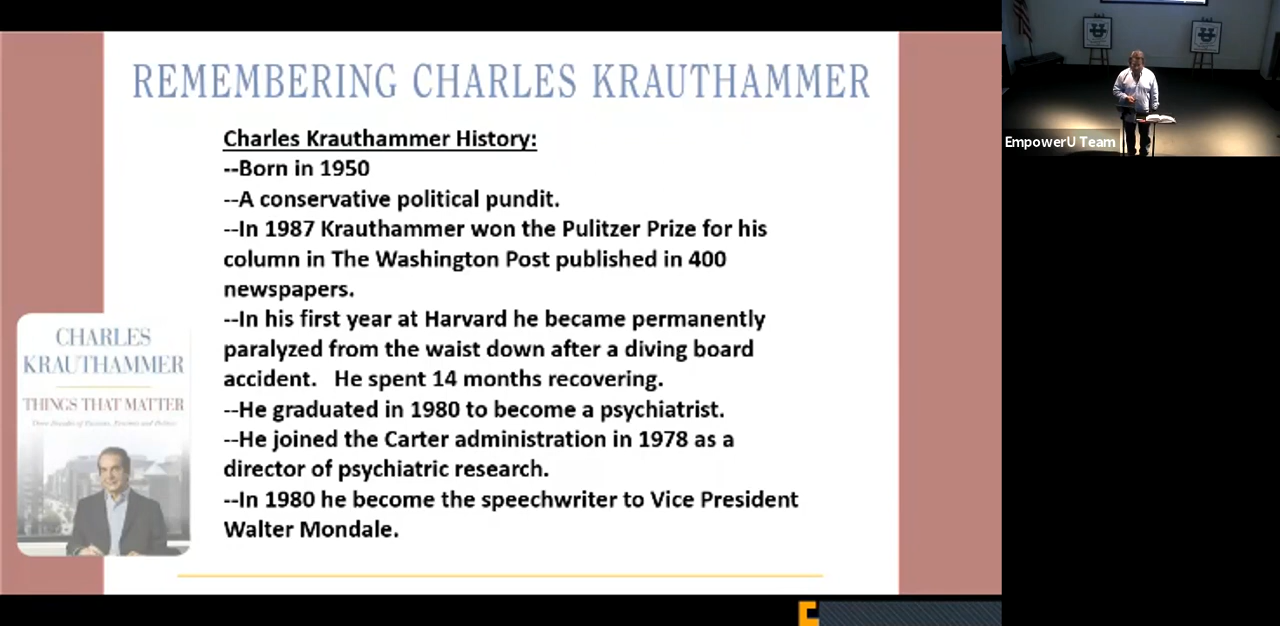 REMEMBERING CHARLES KRAUTHAMMER
Charles Krauthammer History:
--Born in 1950
--A conservative political pundit.
--In 1987 Krauthammer won the Pulitzer Prize for his
column in The Washington Post published in 400
newspapers.
--In his first year at Harvard he became permanently
paralyzed from the waist down after a diving board
accident.   He spent 14 months recovering.
--He graduated in 1980 to become a psychiatrist.
--He joined the Carter administration in 1978 as a
director of psychiatric research.
--In 1980 he become the speechwriter to Vice President
Walter Mondale.
CHARLES
KRAUTHAMMER
THINGS THAT MATTER
EmpowerU Team